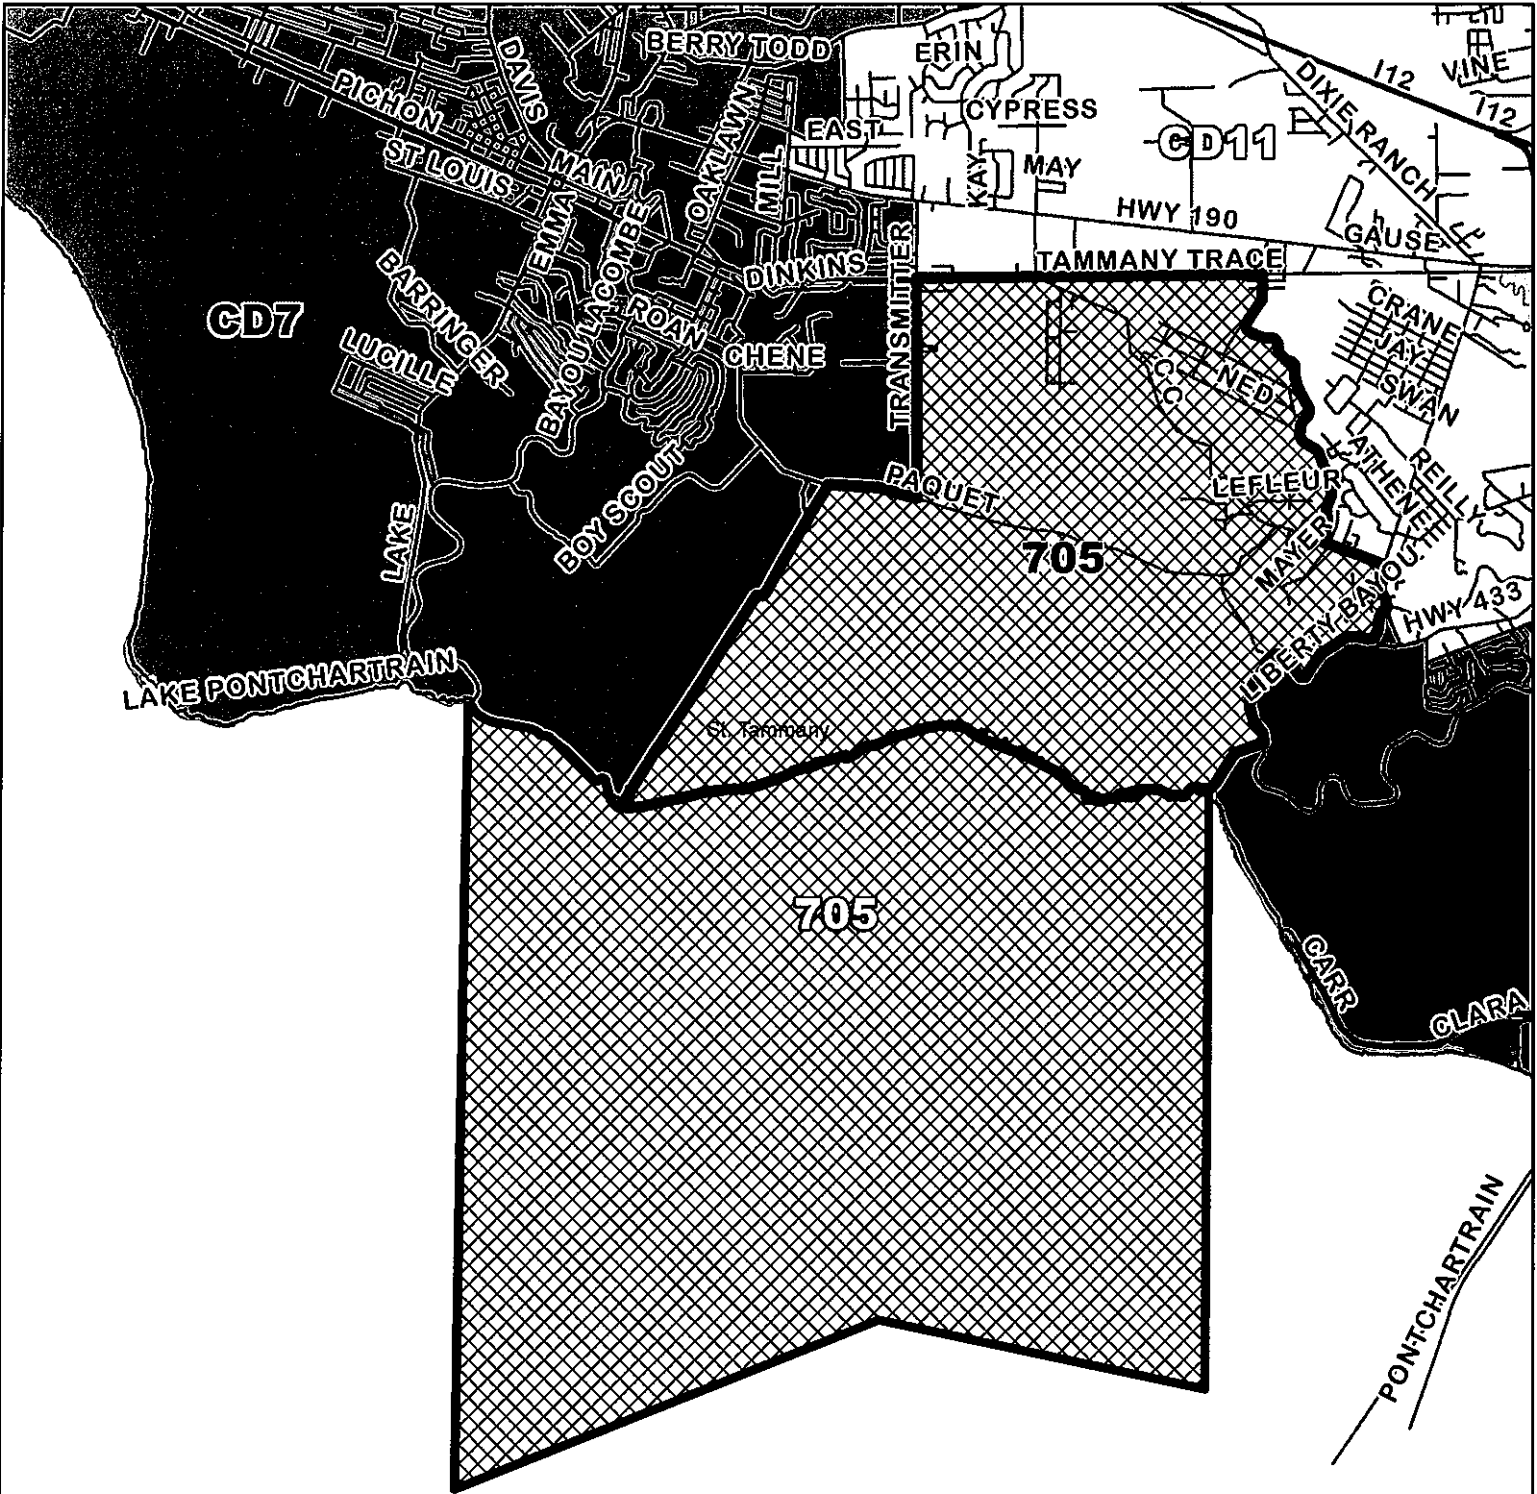 BERRY TODD
ERIN
VINE
I12
I12
DAVIS
PICHON
DIXIE RANCH
CYPRESS
OAKLAWN
EAST
CD11
ST LOUIS
MAIN
MILL
KAY
MAY
EMMA
HWY 190
GAUSE
BAYOU LACOMBE
TRANSMITTER
TAMMANY TRACE
DINKINS
BARRINGER
CD7
ROAN
CRANE
LUCILLE
CHENE
JAY
C.C.
NED
SWAN
ATHENEE
REILLY
BOY SCOUT
PAQUET
LEFLEUR
LAKE
705
MAYER
LIBERTY BAYOU
HWY 433
LAKE PONTCHARTRAIN
St. Tammany
705
CARR
CLARA
PONTCHARTRAIN